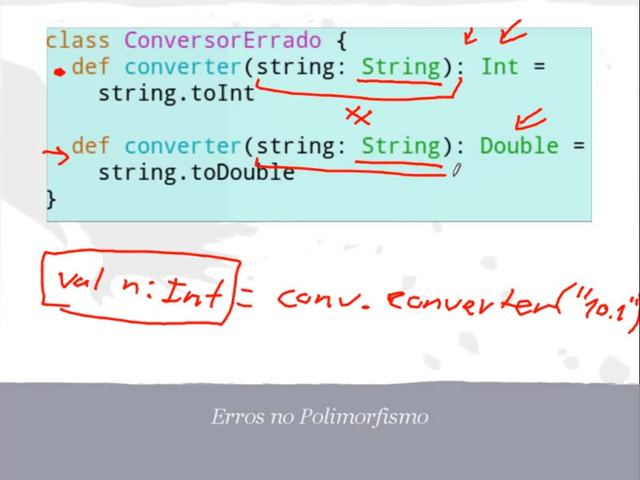 class ConversorErrado {
def converter(string: String): Int =
string.toInt
def converter(string: String): Double =
string.toDouble
}
val n: Int = conv.converter("10.1")
Erros no Polimorfismo